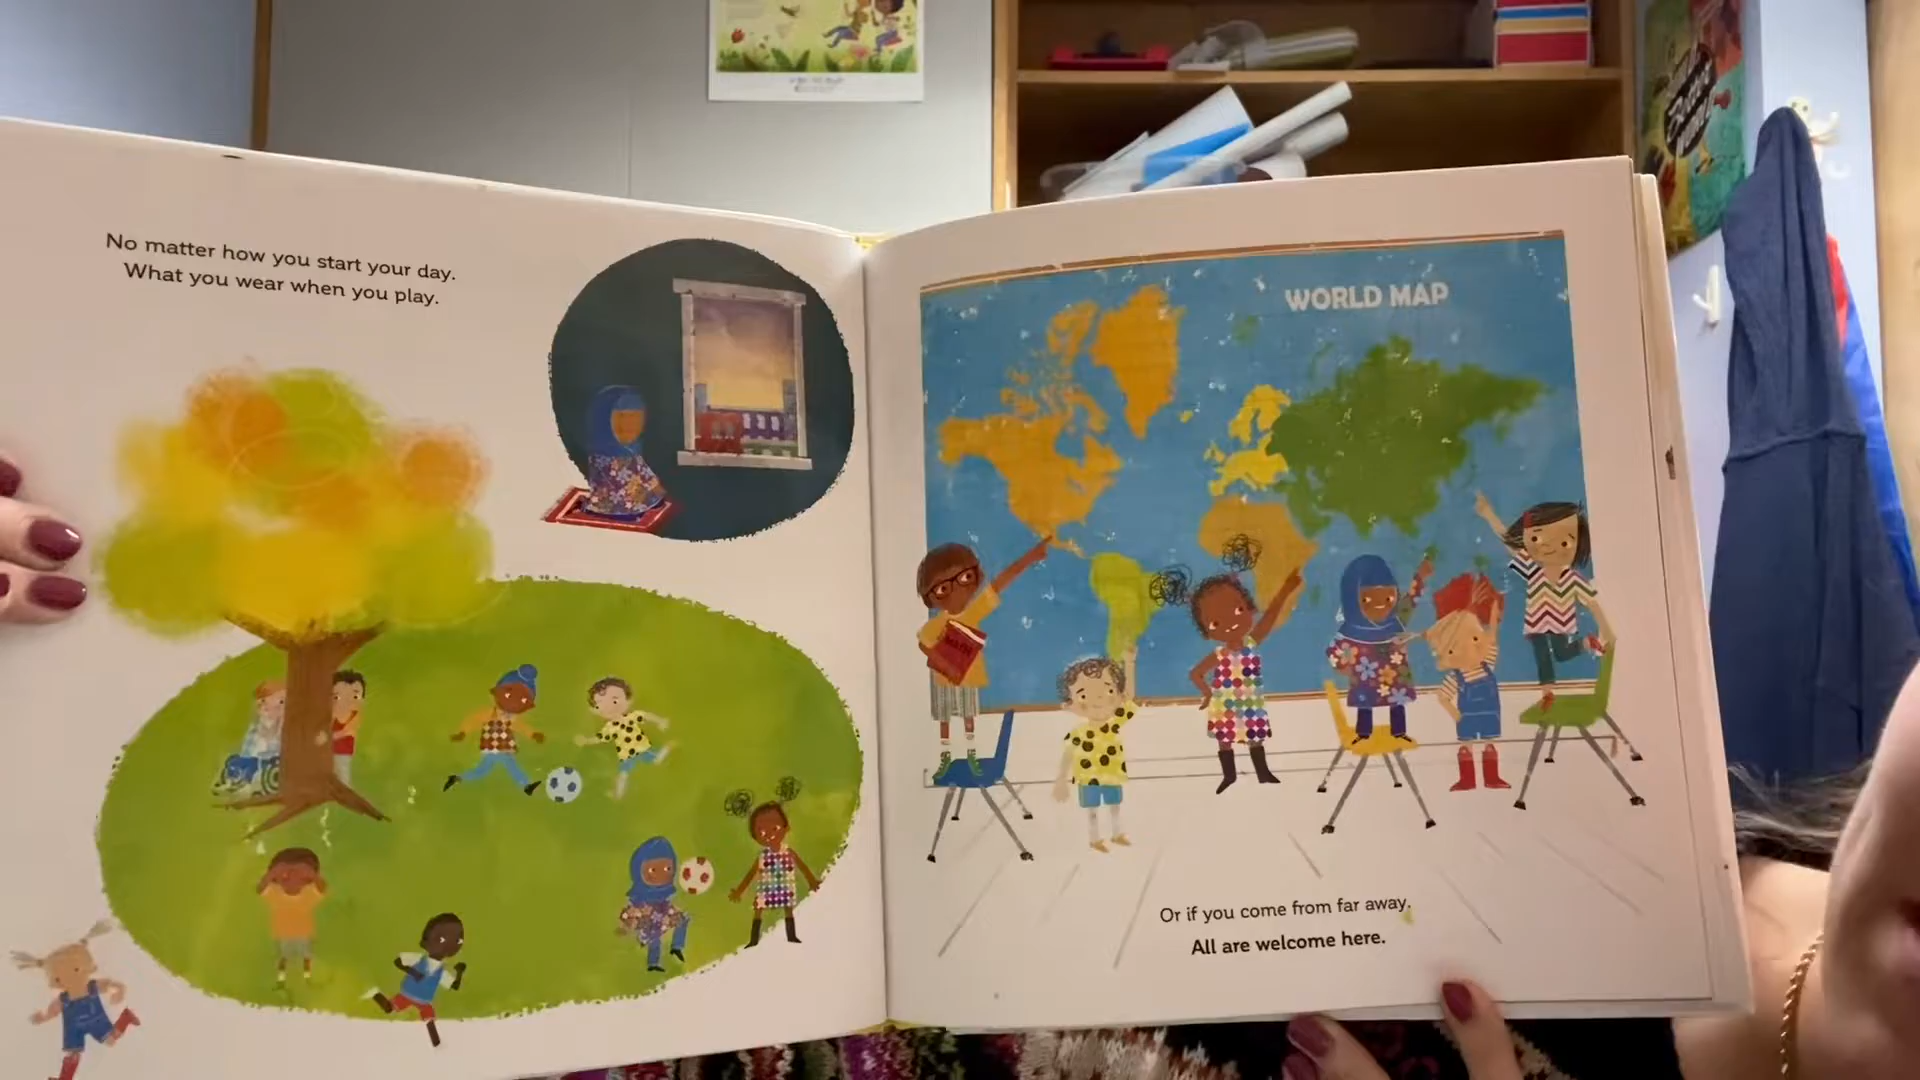 No matter how you start your day.
What you wear when you play.
WORLD MAP
Or if you come from far away.
All are welcome here.